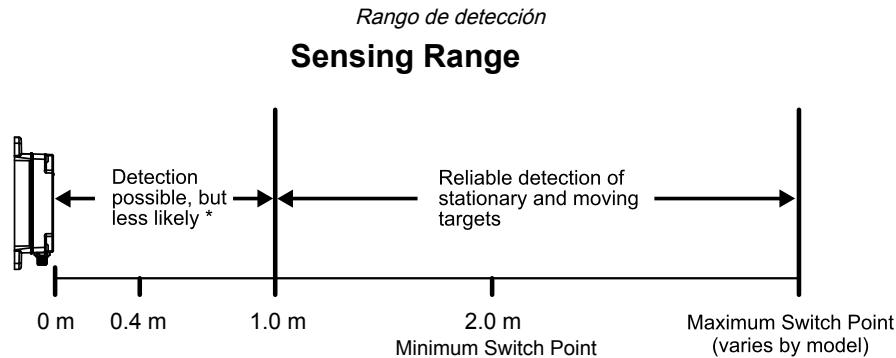 Rango de detección
Sensing Range
Detection
possible, but
less likely *
Reliable detection of
stationary and moving
targets
0 m
0.4 m
1.0 m
2.0 m
Minimum Switch Point
Maximum Switch Point
(varies by model)